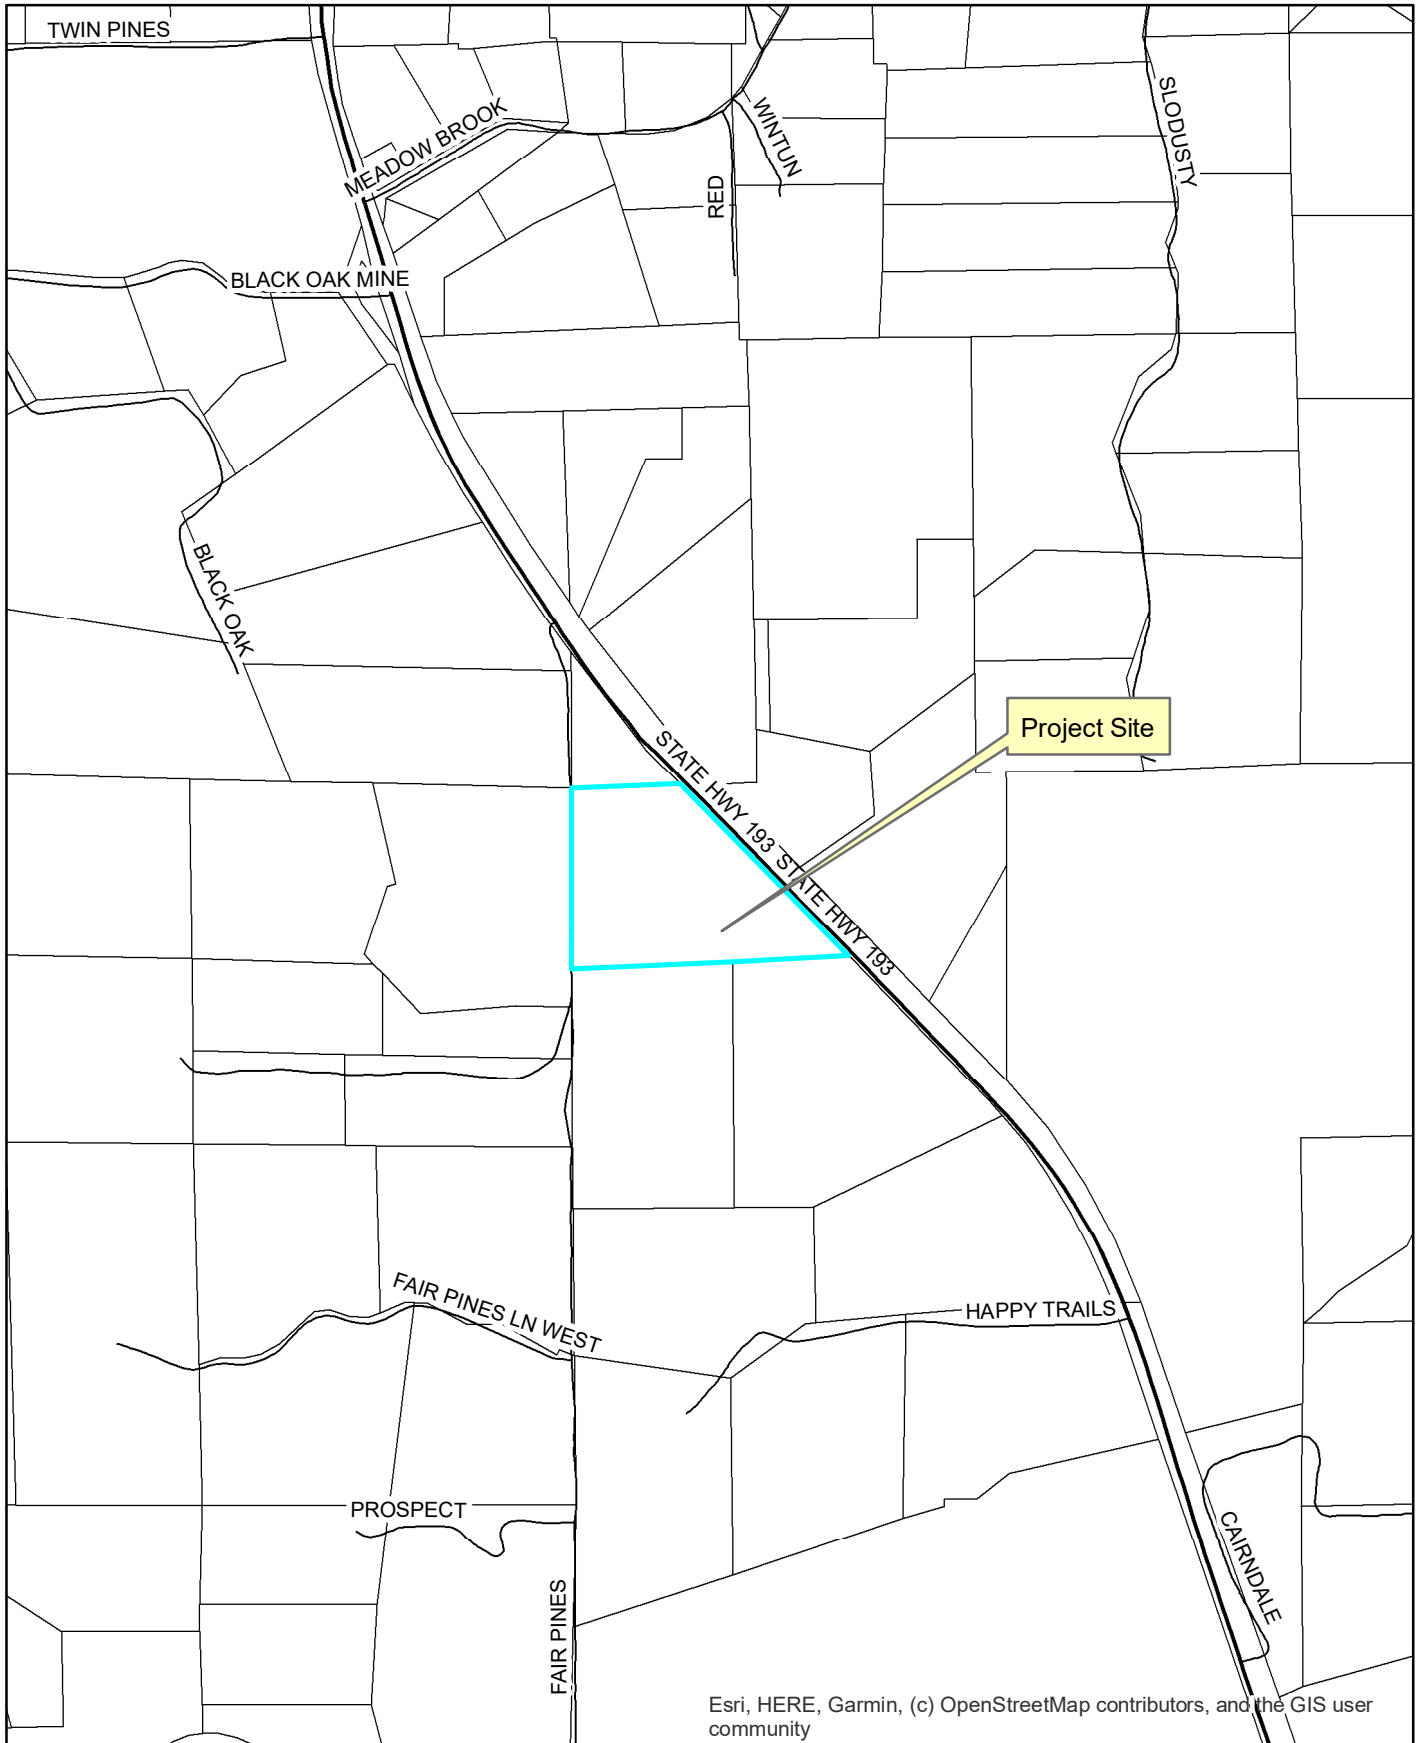 TWIN PINES
MEADOW BROOK
WINTUN
SLODUSTY
RED
BLACK OAK MINE
BLACK OAK
Project Site
STATE HWY 193
STATE HWY 193
FAIR PINES LN WEST
HAPPY TRAILS
PROSPECT
CAIRNDALE
FAIR PINES
Esri, HERE, Garmin, (c) OpenStreetMap contributors, and the GIS user
community